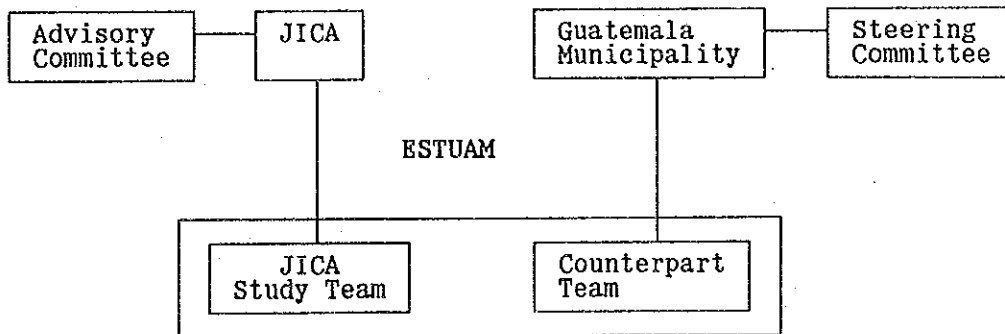 Advisory
Committee
JICA
Guatemala
Municipality
Steering
Committee
ESTUAM
JICA
Study Team
Counterpart
Team